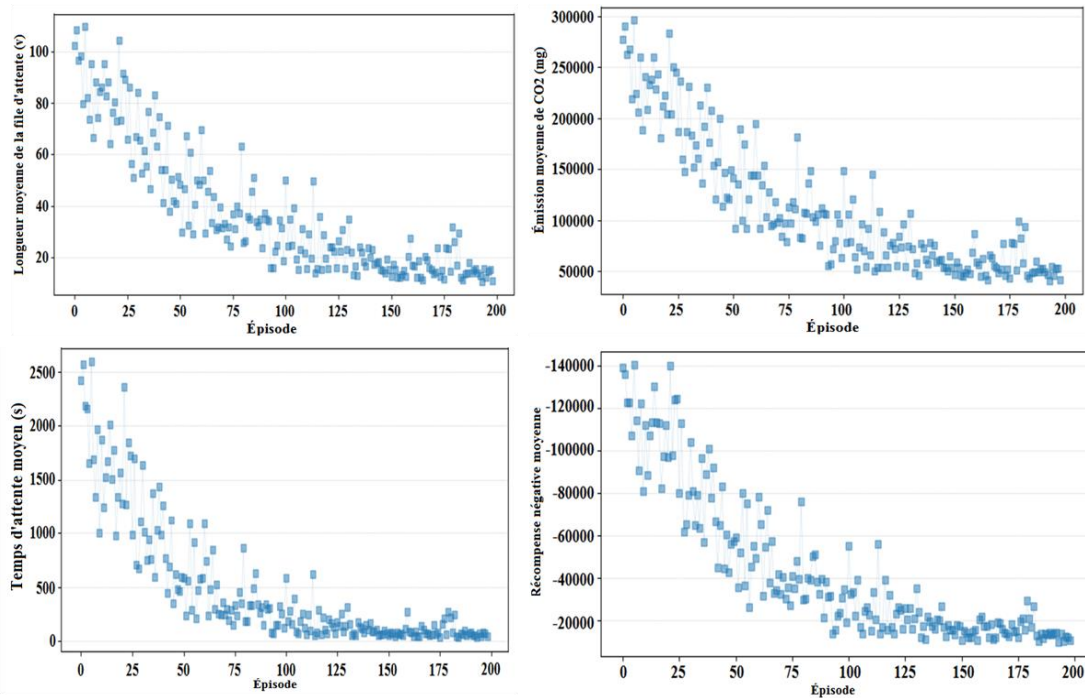 Longueur moyenne de la file d'attente (v)
100
80
60
40
20
0 25 50 75 100 125 150 175 200
Épisode
Émission moyenne de CO2 (mg)
300000
250000
200000
150000
100000
50000
0 25 50 75 100 125 150 175 200
Épisode
Temps d'attente moyen (s)
2500
2000
1500
1000
500
0
0 25 50 75 100 125 150 175 200
Épisode
Récompense négative moyenne
-140000
-120000
-100000
-80000
-60000
-40000
-20000
0 25 50 75 100 125 150 175 200
Épisode